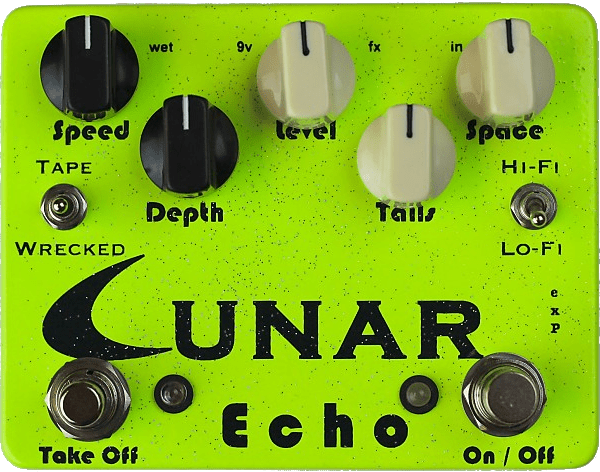 wet 9v fx in
Speed Level Space
Depth Tails
TAPE HI-FI
WRECKED LO-FI
exp
LUNAR
Echo
Take Off On / Off